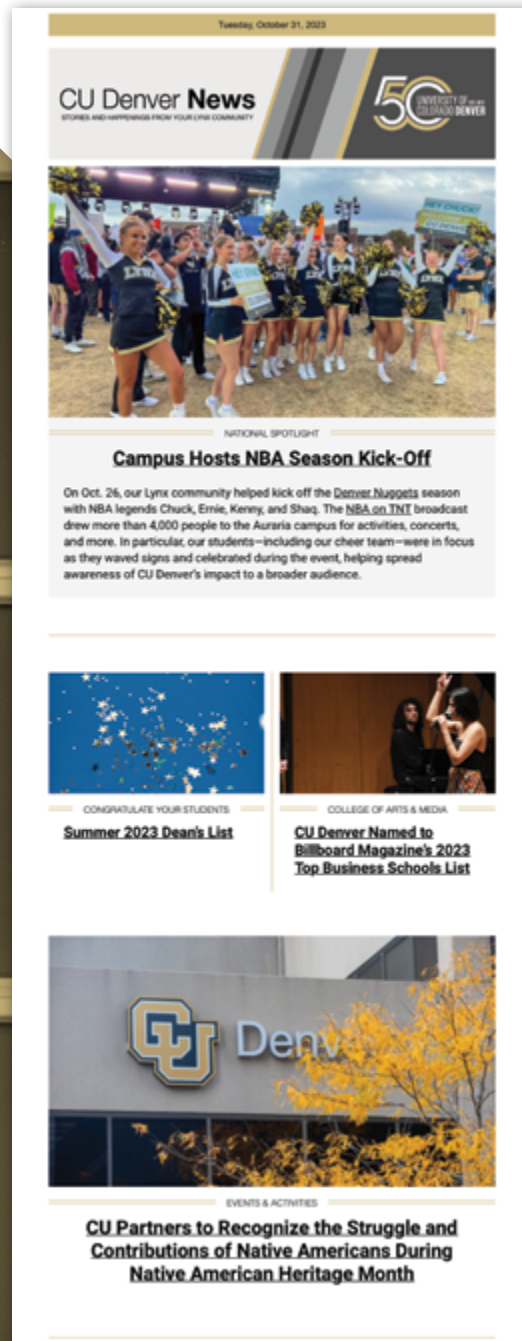 Tuesday, October 31, 2023
CU Denver News
STORIES AND HAPPENINGS FROM YOUR LYNX COMMUNITY
50
UNIVERSITY OF
COLORADO DENVER
HEY CHUCK!
LYNX
LYNX
NATIONAL SPOTLIGHT
Campus Hosts NBA Season Kick-Off
On Oct. 26, our Lynx community helped kick off the Denver Nuggets season
with NBA legends Chuck, Ernie, Kenny, and Shaq. The NBA on TNT broadcast
drew more than 4,000 people to the Auraria campus for activities, concerts,
and more. In particular, our students—including our cheer team—were in focus
as they waved signs and celebrated during the event, helping spread
awareness of CU Denver's impact to a broader audience.
CONGRATULATE YOUR STUDENTS
Summer 2023 Dean's List
COLLEGE OF ARTS & MEDIA
CU Denver Named to
Billboard Magazine's 2023
Top Business Schools List
CU Denv
EVENTS & ACTIVITIES
CU Partners to Recognize the Struggle and
Contributions of Native Americans During
Native American Heritage Month